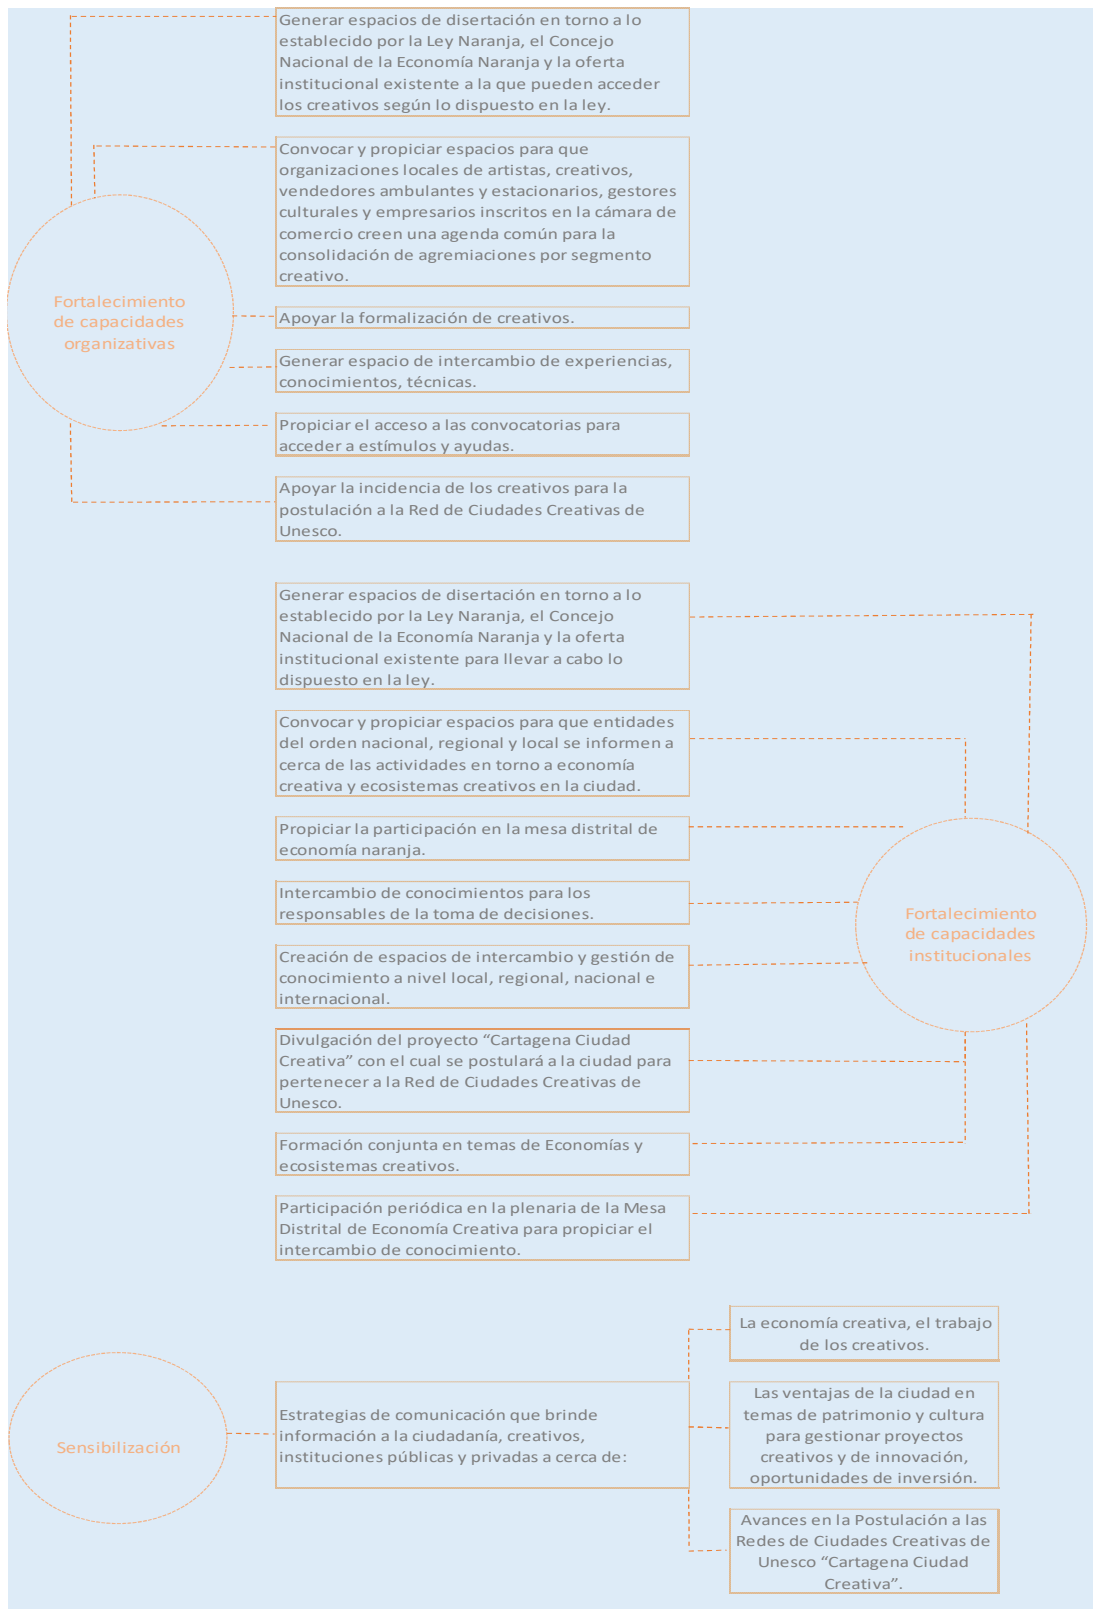 Generar espacios de disertación en torno a lo
establecido por la Ley Naranja, el Concejo
Nacional de la Economía Naranja y la oferta
institucional existente a la que pueden acceder
los creativos según lo dispuesto en la ley.
Convocar y propiciar espacios para que
organizaciones locales de artistas, creativos,
vendedores ambulantes y estacionarios, gestores
culturales y empresarios inscritos en la cámara de
comercio creen una agenda común para la
consolidación de agremiaciones por segmento
creativo.
Fortalecimiento
de capacidades
organizativas
Apoyar la formalización de creativos.
Generar espacio de intercambio de experiencias,
conocimientos, técnicas.
Propiciar el acceso a las convocatorias para
acceder a estímulos y ayudas.
Apoyar la incidencia de los creativos para la
postulación a la Red de Ciudades Creativas de
Unesco.
Generar espacios de disertación en torno a lo
establecido por la Ley Naranja, el Concejo
Nacional de la Economía Naranja y la oferta
institucional existente para llevar a cabo lo
dispuesto en la ley.
Convocar y propiciar espacios para que entidades
del orden nacional, regional y local se informen a
cerca de las actividades en torno a economía
creativa y ecosistemas creativos en la ciudad.
Propiciar la participación en la mesa distrital de
economía naranja.
Intercambio de conocimientos para los
responsables de la toma de decisiones.
Fortalecimiento
de capacidades
institucionales
Creación de espacios de intercambio y gestión de
conocimiento a nivel local, regional, nacional e
internacional.
Divulgación del proyecto “Cartagena Ciudad
Creativa” con el cual se postulará a la ciudad para
pertenecer a la Red de Ciudades Creativas de
Unesco.
Formación conjunta en temas de Economías y
ecosistemas creativos.
Participación periódica en la plenaria de la Mesa
Distrital de Economía Creativa para propiciar el
intercambio de conocimiento.
Sensibilización
Estrategias de comunicación que brinde
información a la ciudadanía, creativos,
instituciones públicas y privadas a cerca de:
La economía creativa, el trabajo
de los creativos.
Las ventajas de la ciudad en
temas de patrimonio y cultura
para gestionar proyectos
creativos y de innovación,
oportunidades de inversión.
Avances en la Postulación a las
Redes de Ciudades Creativas de
Unesco “Cartagena Ciudad
Creativa”.